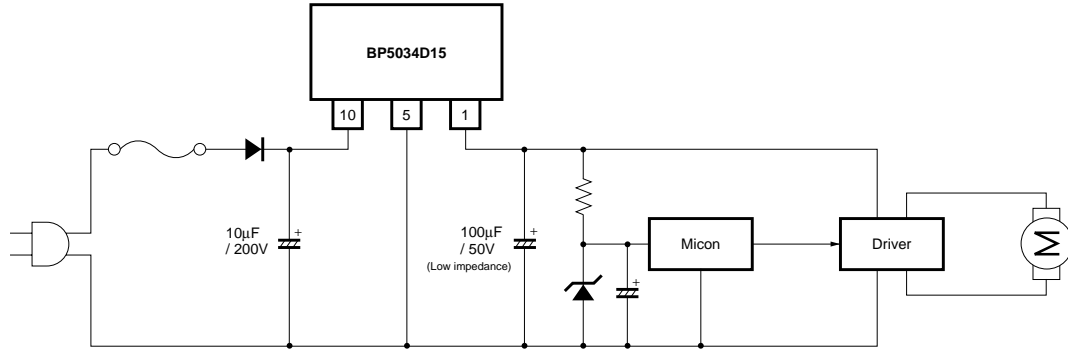 BP5034D15
10
5
1
10μF
/ 200V
+
100μF
/ 50V
(Low impedance)
+
+
Micon
Driver
M